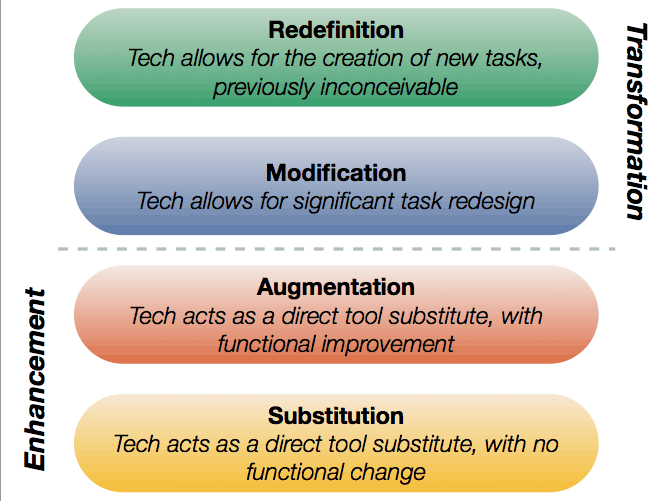 Redefinition
Tech allows for the creation of new tasks,
previously inconceivable
Transformation
Modification
Tech allows for significant task redesign
Augmentation
Tech acts as a direct tool substitute, with
functional improvement
Enhancement
Substitution
Tech acts as a direct tool substitute, with no
functional change